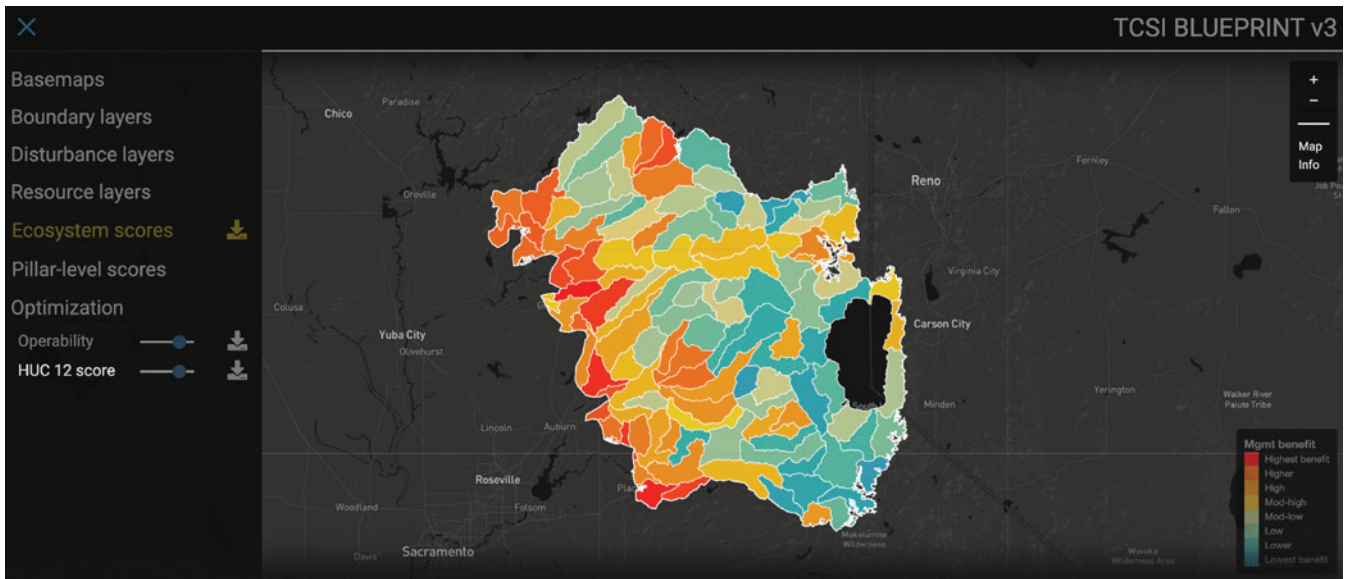 TCSI BLUEPRINT v3
Basemaps
Boundary layers
Disturbance layers
Resource layers
Ecosystem scores
Pillar-level scores
Optimization
Operability
HUC 12 score
+
−
Map
Info
Paradise
Chico
Oroville
Reno
Fernley
Fallon
Virginia City
Colusa
Yuba City
Olivehurst
Carson City
Yerington
Walker River
Paiute Tribe
Minden
Lincoln
Auburn
Roseville
Folsom
Woodland
Davis
Sacramento
Mokelumne
Wilderness
Wovoka
Wilderness Area
Mgmt benefit
Highest benefit
Higher
High
Mod-high
Mod-low
Low
Lower
Lowest benefit